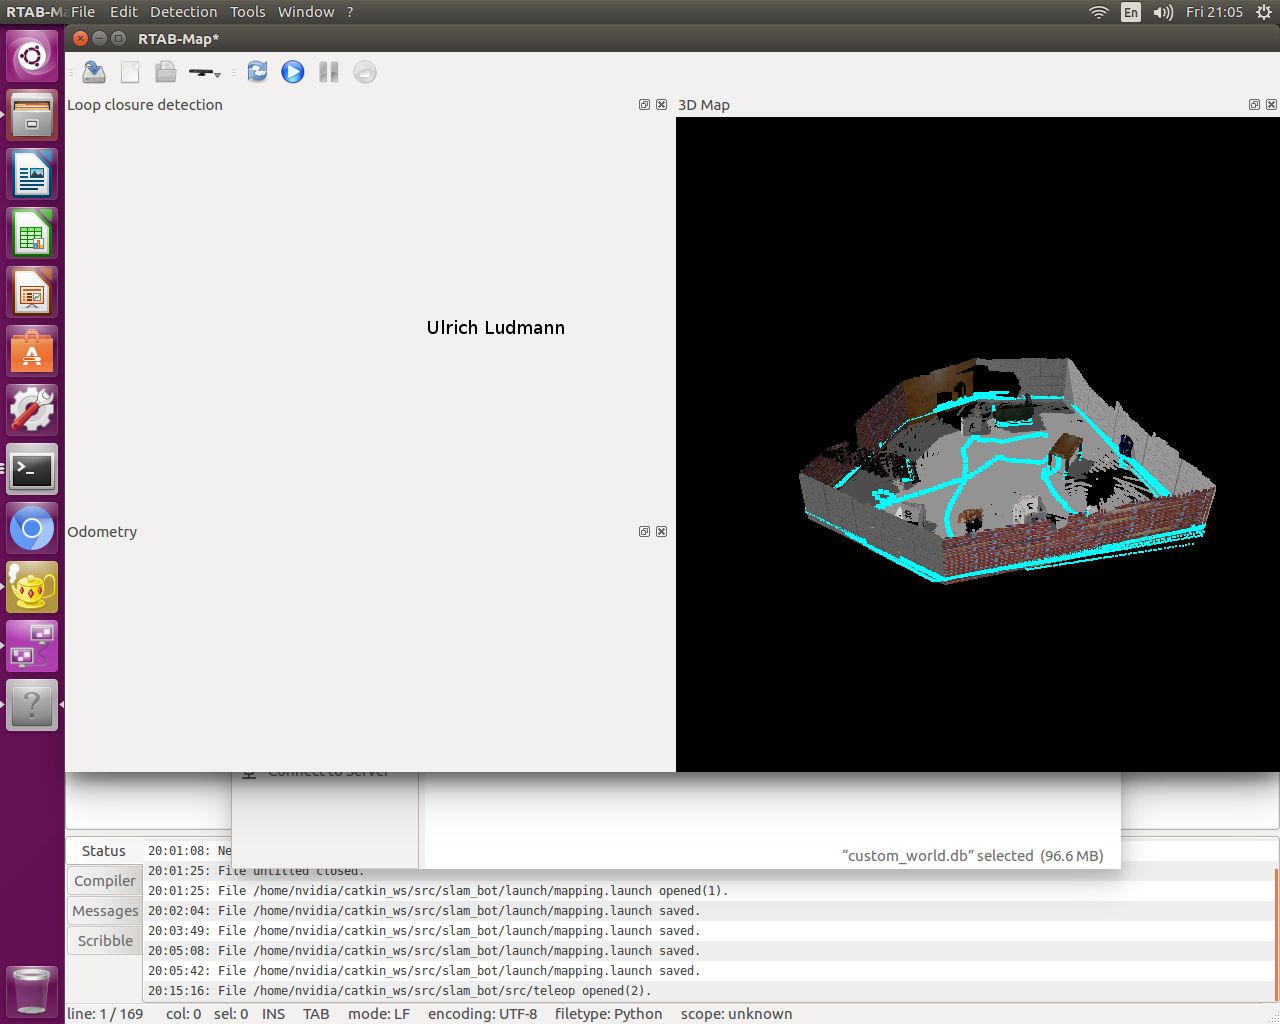 RTAB-Ma File Edit Detection Tools Window ? En Fri 21:05
RTAB-Map*
Loop closure detection
3D Map
Ulrich Ludmann
Odometry
“custom_world.db” selected (96.6 MB)
Status
Compiler
Messages
Scribble
20:01:08: Ne
20:01:25: File untitled closed.
20:01:25: File /home/nvidia/catkin_ws/src/slam_bot/launch/mapping.launch opened(1).
20:02:04: File /home/nvidia/catkin_ws/src/slam_bot/launch/mapping.launch saved.
20:03:49: File /home/nvidia/catkin_ws/src/slam_bot/launch/mapping.launch saved.
20:05:08: File /home/nvidia/catkin_ws/src/slam_bot/launch/mapping.launch saved.
20:05:42: File /home/nvidia/catkin_ws/src/slam_bot/launch/mapping.launch saved.
20:15:16: File /home/nvidia/catkin_ws/src/slam_bot/src/teleop opened(2).
line: 1 / 169 col: 0 sel: 0 INS TAB mode: LF encoding: UTF-8 filetype: Python scope: unknown